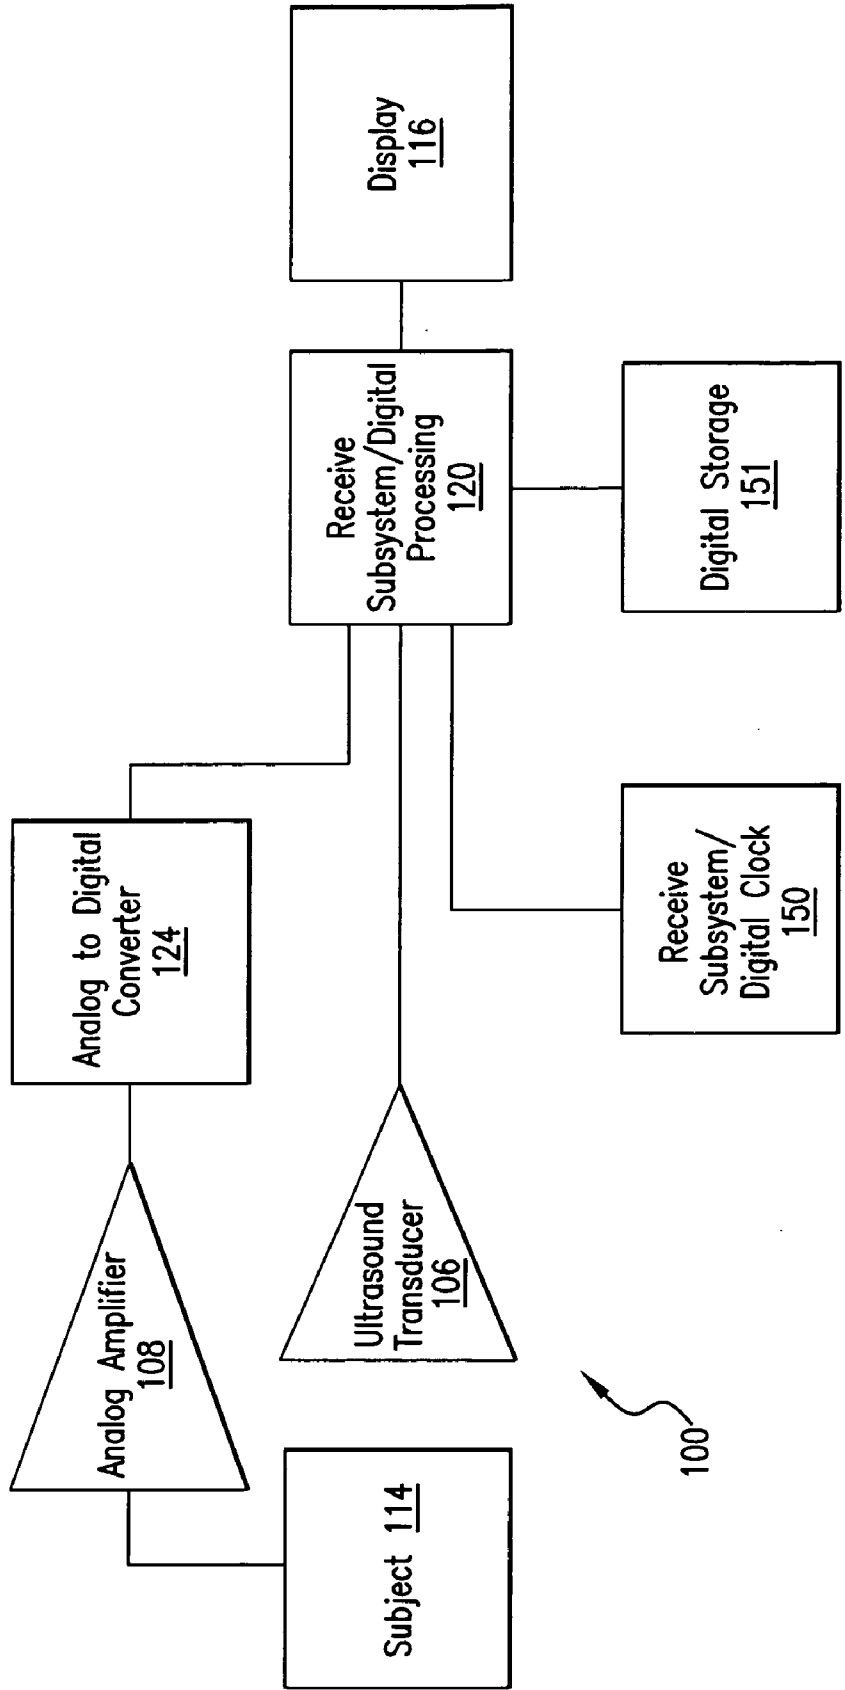 Analog Amplifier
108
Analog to Digital
Converter
124
Subject 114
Ultrasound
Transducer
106
Receive
Subsystem/Digital
Processing
120
Display
116
Receive
Subsystem/
Digital Clock
150
Digital Storage
151
100